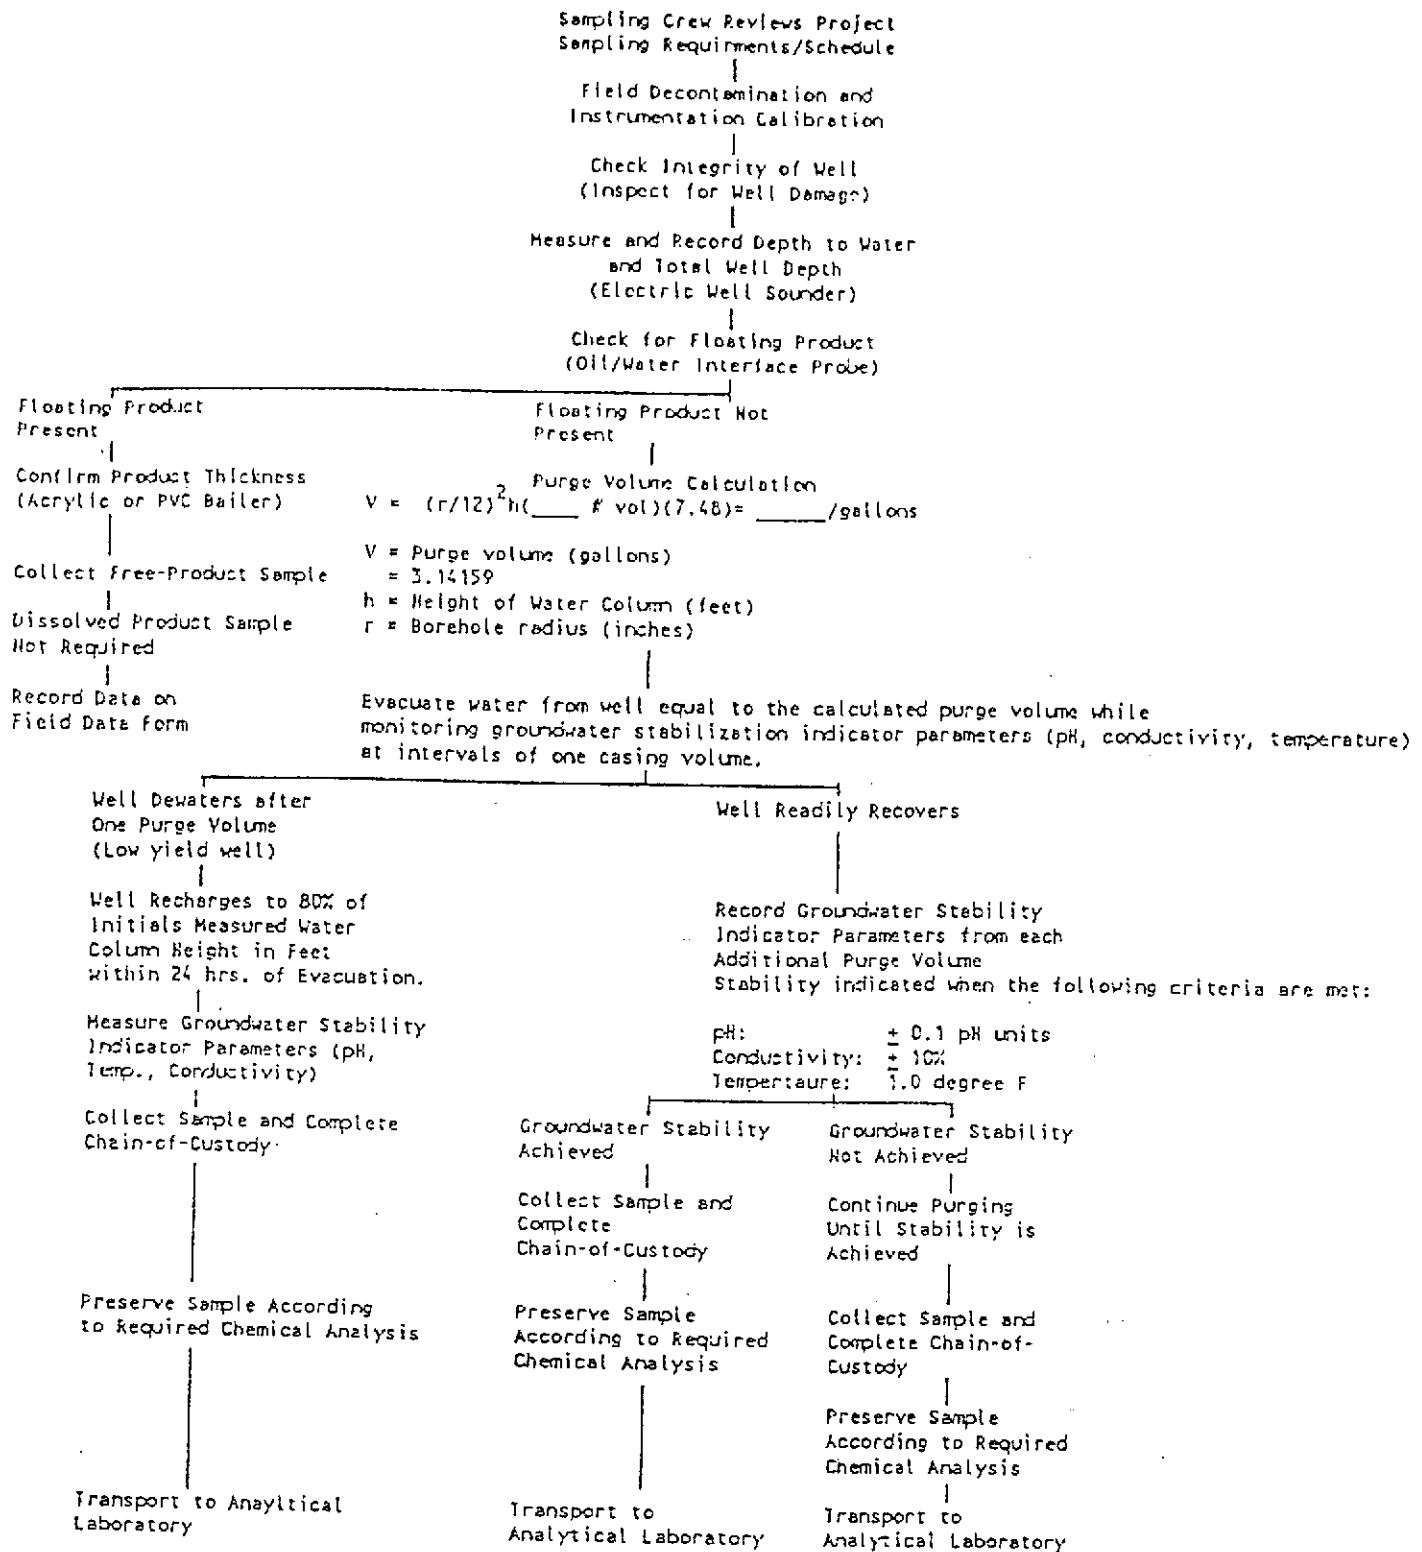 Sampling Crew Reviews Project
Sampling Requirments/Schedule
Field Decontamination and
Instrumentation Calibration
Check Integrity of Well
(Inspect for Well Damage)
Measure and Record Depth to Water
and Total Well Depth
(Electric Well Sounder)
Check for Floating Product
(Oil/Water Interface Probe)
Floating Product
Present
Confirm Product Thickness
(Acrylic or PVC Bailer)
Collect Free-Product Sample
Dissolved Product Sample
Not Required
Record Data on
Field Data Form
Floating Product Not
Present
Purge Volume Calculation
V = (r/12)²h(____ # vol)(7.48)= ______/gallons
V = Purge volume (gallons)
= 3.14159
h = Height of Water Column (feet)
r = Borehole radius (inches)
Evacuate water from well equal to the calculated purge volume while
monitoring groundwater stabilization indicator parameters (pH, conductivity, temperature)
at intervals of one casing volume.
Well Dewaters after
One Purge Volume
(Low yield well)
Well Recharges to 80% of
Initials Measured Water
Column Height in Feet
within 24 hrs. of Evacuation.
Measure Groundwater Stability
Indicator Parameters (pH,
Temp., Conductivity)
Collect Sample and Complete
Chain-of-Custody
Preserve Sample According
to Required Chemical Analysis
Transport to Anayltical
Laboratory
Well Readily Recovers
Record Groundwater Stability
Indicator Parameters from each
Additional Purge Volume
Stability indicated when the following criteria are met:
pH: ± 0.1 pH units
Conductivity: ± 10%
Tempertaure: 1.0 degree F
Groundwater Stability
Achieved
Collect Sample and
Complete
Chain-of-Custody
Preserve Sample
According to Required
Chemical Analysis
Transport to
Analytical Laboratory
Groundwater Stability
Not Achieved
Continue Purging
Until Stability is
Achieved
Collect Sample and
Complete Chain-of-
Custody
Preserve Sample
According to Required
Chemical Analysis
Transport to
Analytical Laboratory